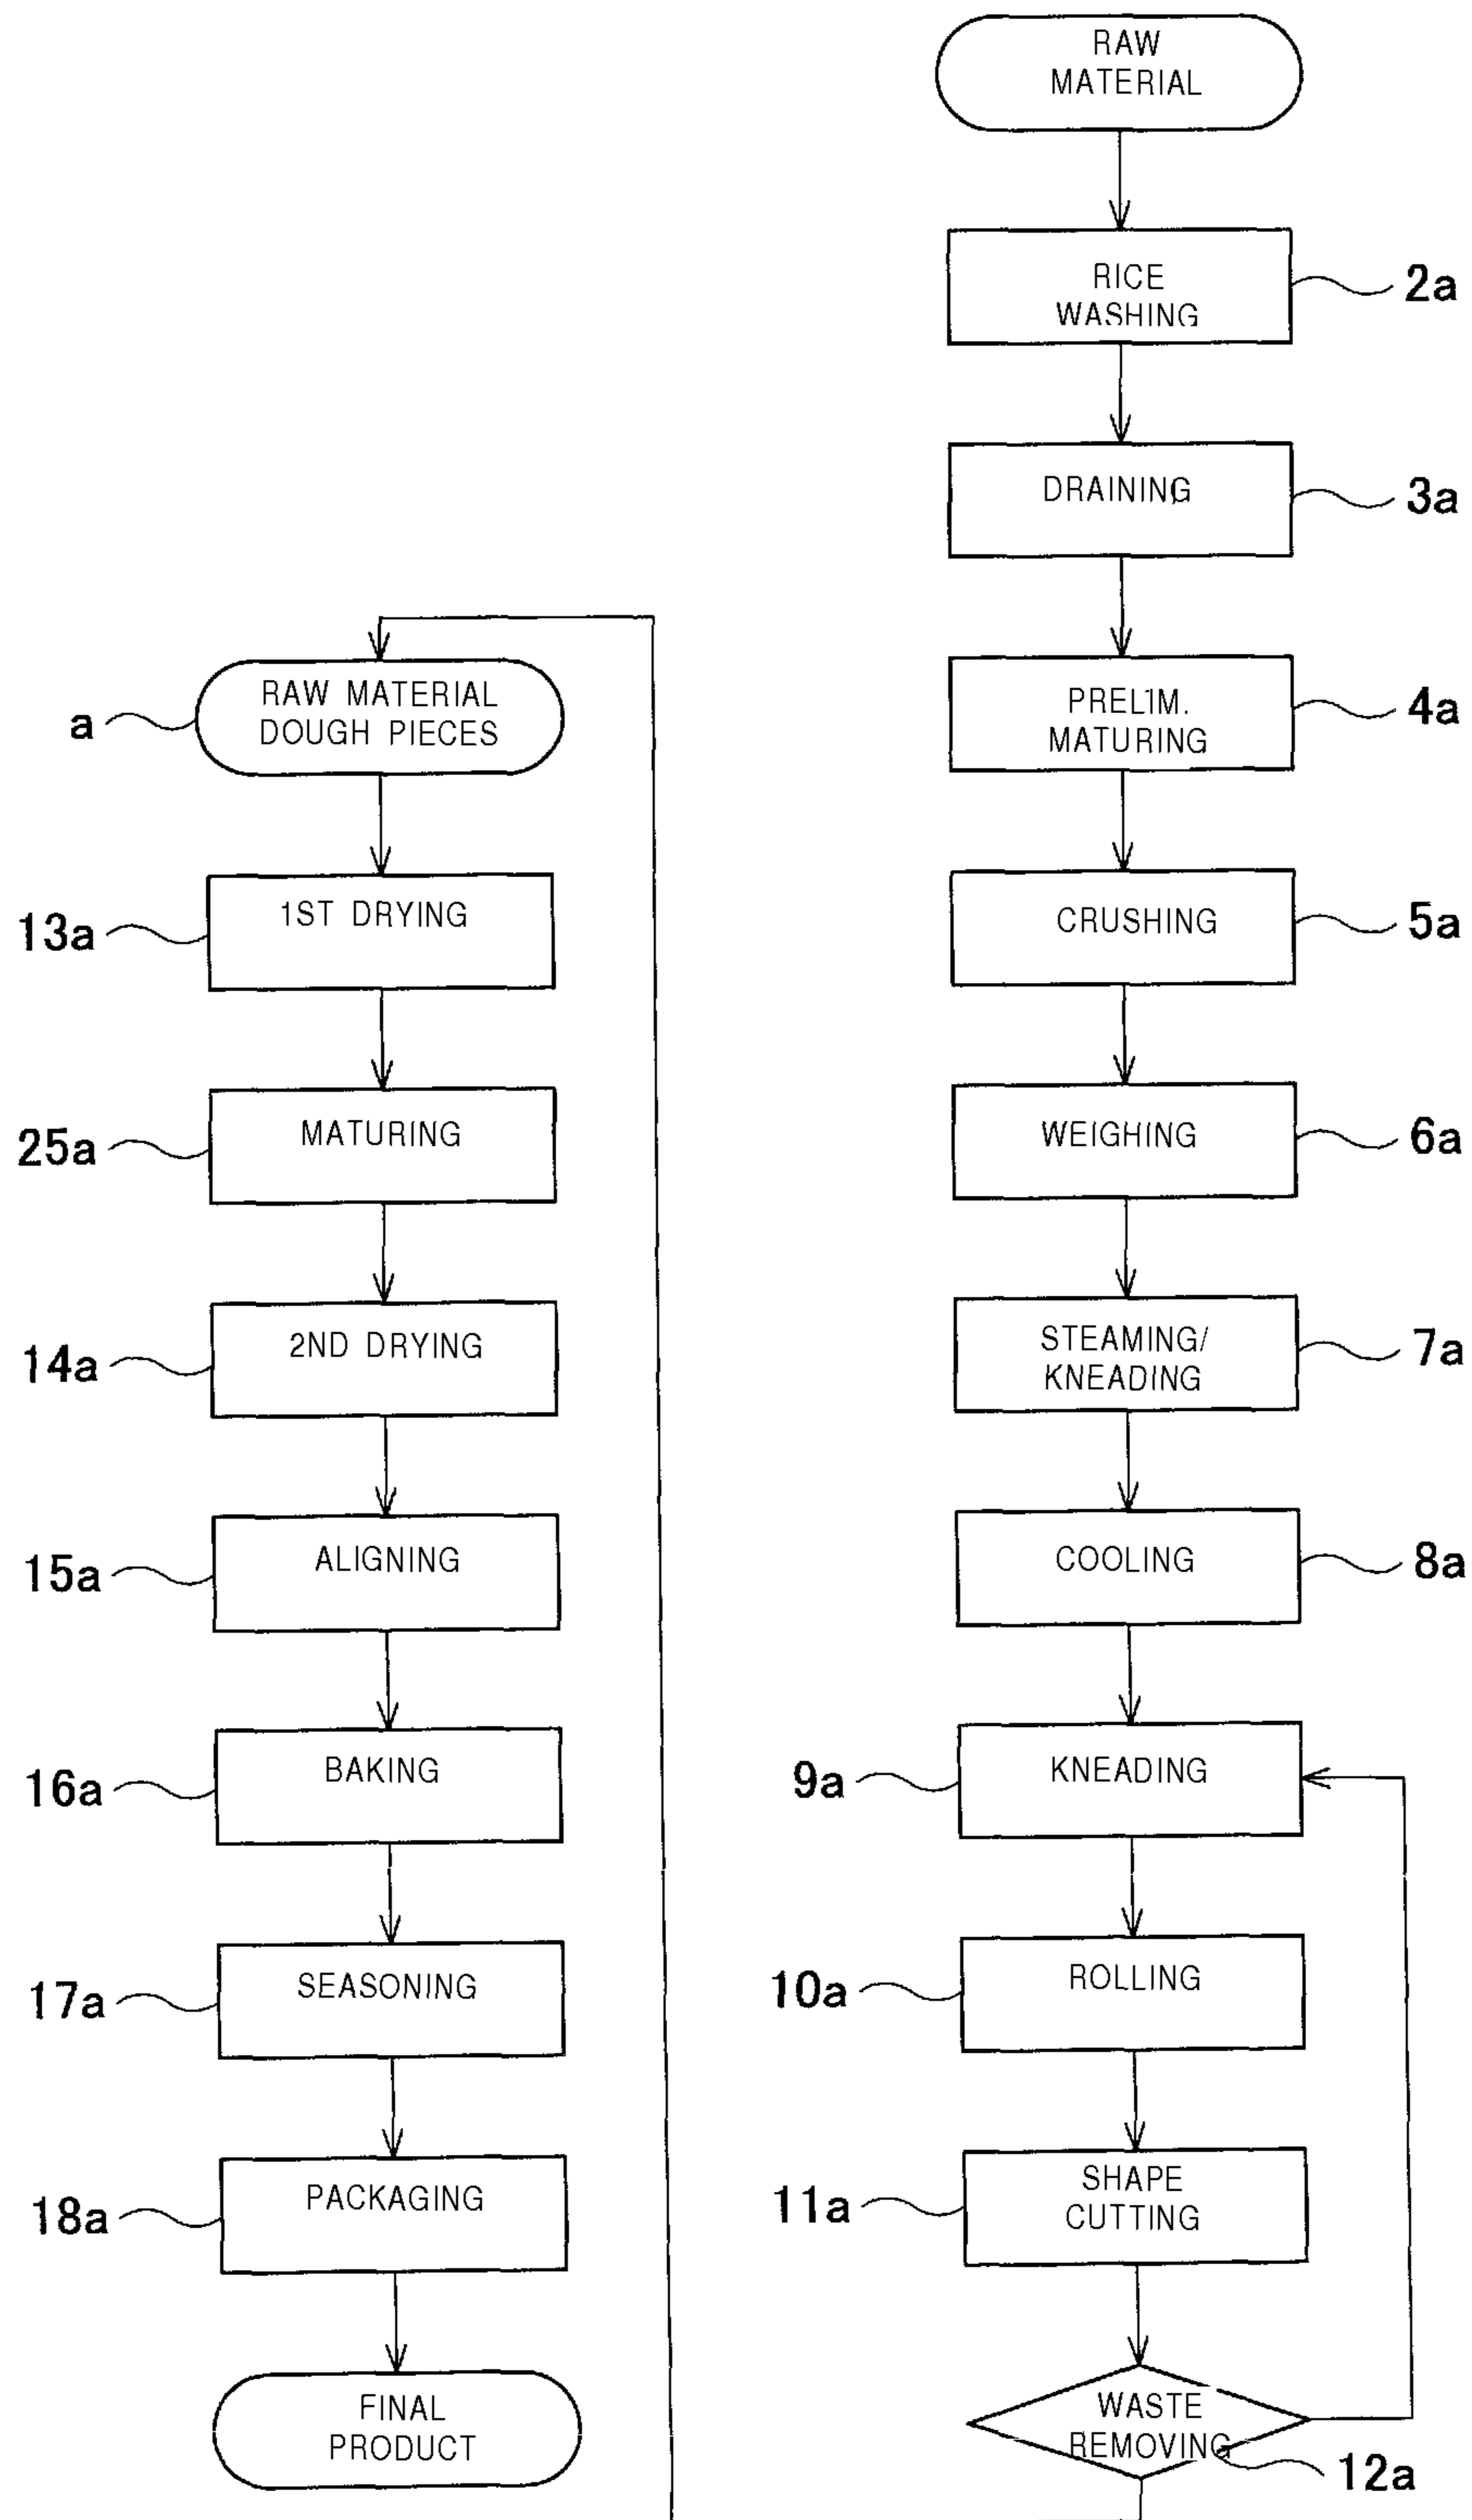 RAW
MATERIAL
RICE
WASHING
2a
DRAINING
3a
PRELIM.
MATURING
4a
CRUSHING
5a
WEIGHING
6a
STEAMING/
KNEADING
7a
COOLING
8a
KNEADING
9a
ROLLING
10a
SHAPE
CUTTING
11a
WASTE
REMOVING
12a
RAW MATERIAL
DOUGH PIECES
a
1ST DRYING
13a
MATURING
25a
2ND DRYING
14a
ALIGNING
15a
BAKING
16a
SEASONING
17a
PACKAGING
18a
FINAL
PRODUCT